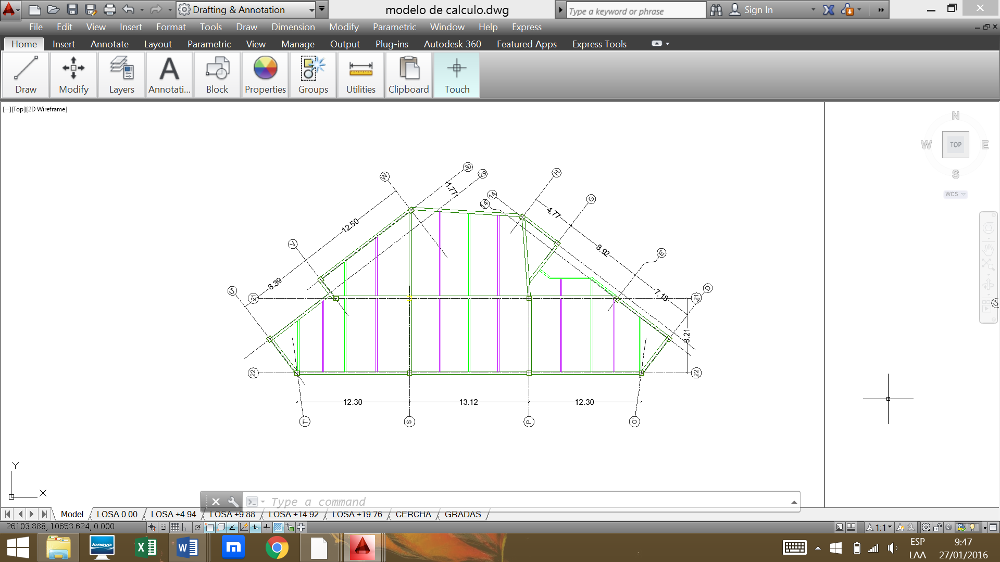 Drafting & Annotation
modelo de calculo.dwg
Type a keyword or phrase
Sign In
File Edit View Insert Format Tools Draw Dimension Modify Parametric Window Help Express
Home Insert Annotate Layout Parametric View Manage Output Plug-ins Autodesk 360 Featured Apps Express Tools
Draw Modify Layers Annotati... Block Properties Groups Utilities Clipboard Touch
[−][Top][2D Wireframe]
N
W TOP E
S
WCS
30
29
W
H
1.77
14
14'
G
4.77
12.50
V
8.92
E
8.39
U'
D
7.18
21
21
8.21
22
22
12.30 13.12 12.30
T' S P O'
Y
X
Type a command
Model LOSA 0.00 LOSA +4.94 LOSA +9.88 LOSA +14.92 LOSA +19.76 CERCHA GRADAS
26103.888, 10653.624, 0.000
1:1
lenovo
ESP
LAA
9:47
27/01/2016